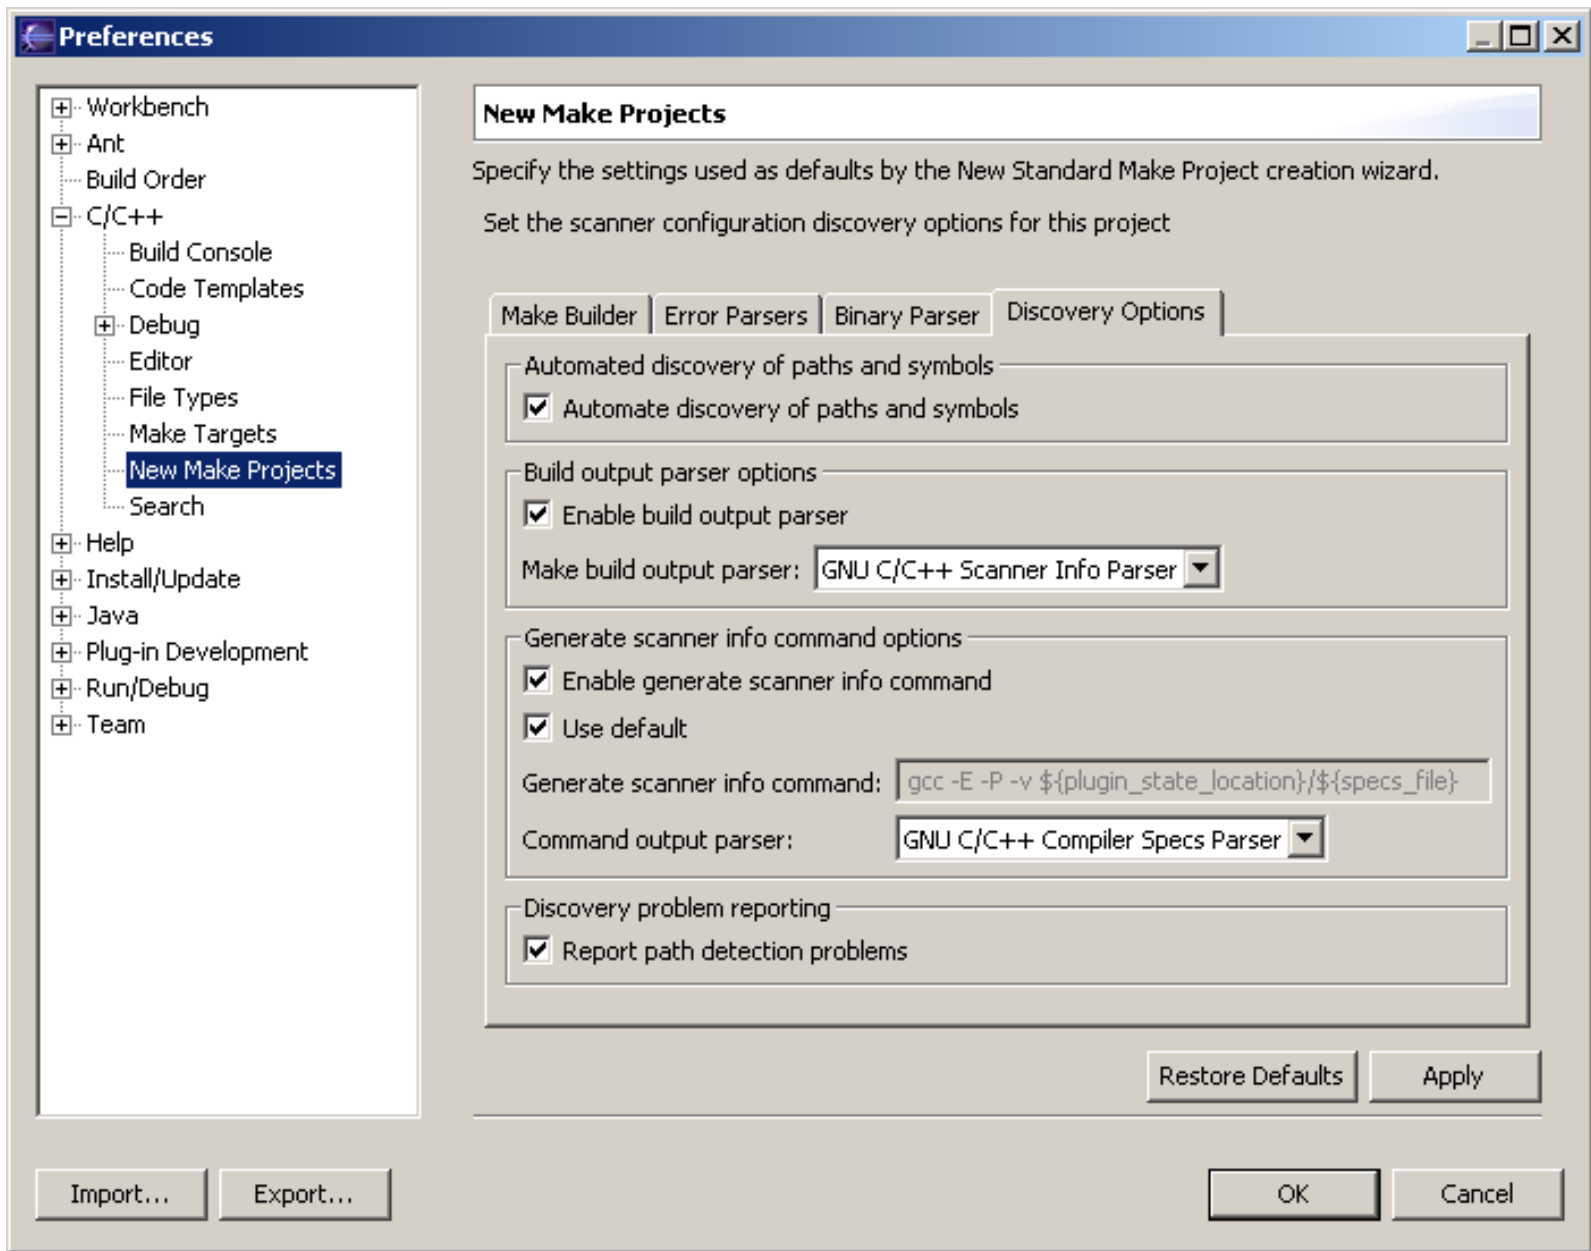 Preferences
Workbench
Ant
Build Order
C/C++
Build Console
Code Templates
Debug
Editor
File Types
Make Targets
New Make Projects
Search
Help
Install/Update
Java
Plug-in Development
Run/Debug
Team
New Make Projects
Specify the settings used as defaults by the New Standard Make Project creation wizard.
Set the scanner configuration discovery options for this project
Make Builder Error Parsers Binary Parser Discovery Options
Automated discovery of paths and symbols
Automate discovery of paths and symbols
Build output parser options
Enable build output parser
Make build output parser: GNU C/C++ Scanner Info Parser
Generate scanner info command options
Enable generate scanner info command
Use default
Generate scanner info command: gcc -E -P -v ${plugin_state_location}/${specs_file}
Command output parser: GNU C/C++ Compiler Specs Parser
Discovery problem reporting
Report path detection problems
Restore Defaults Apply
Import... Export... OK Cancel